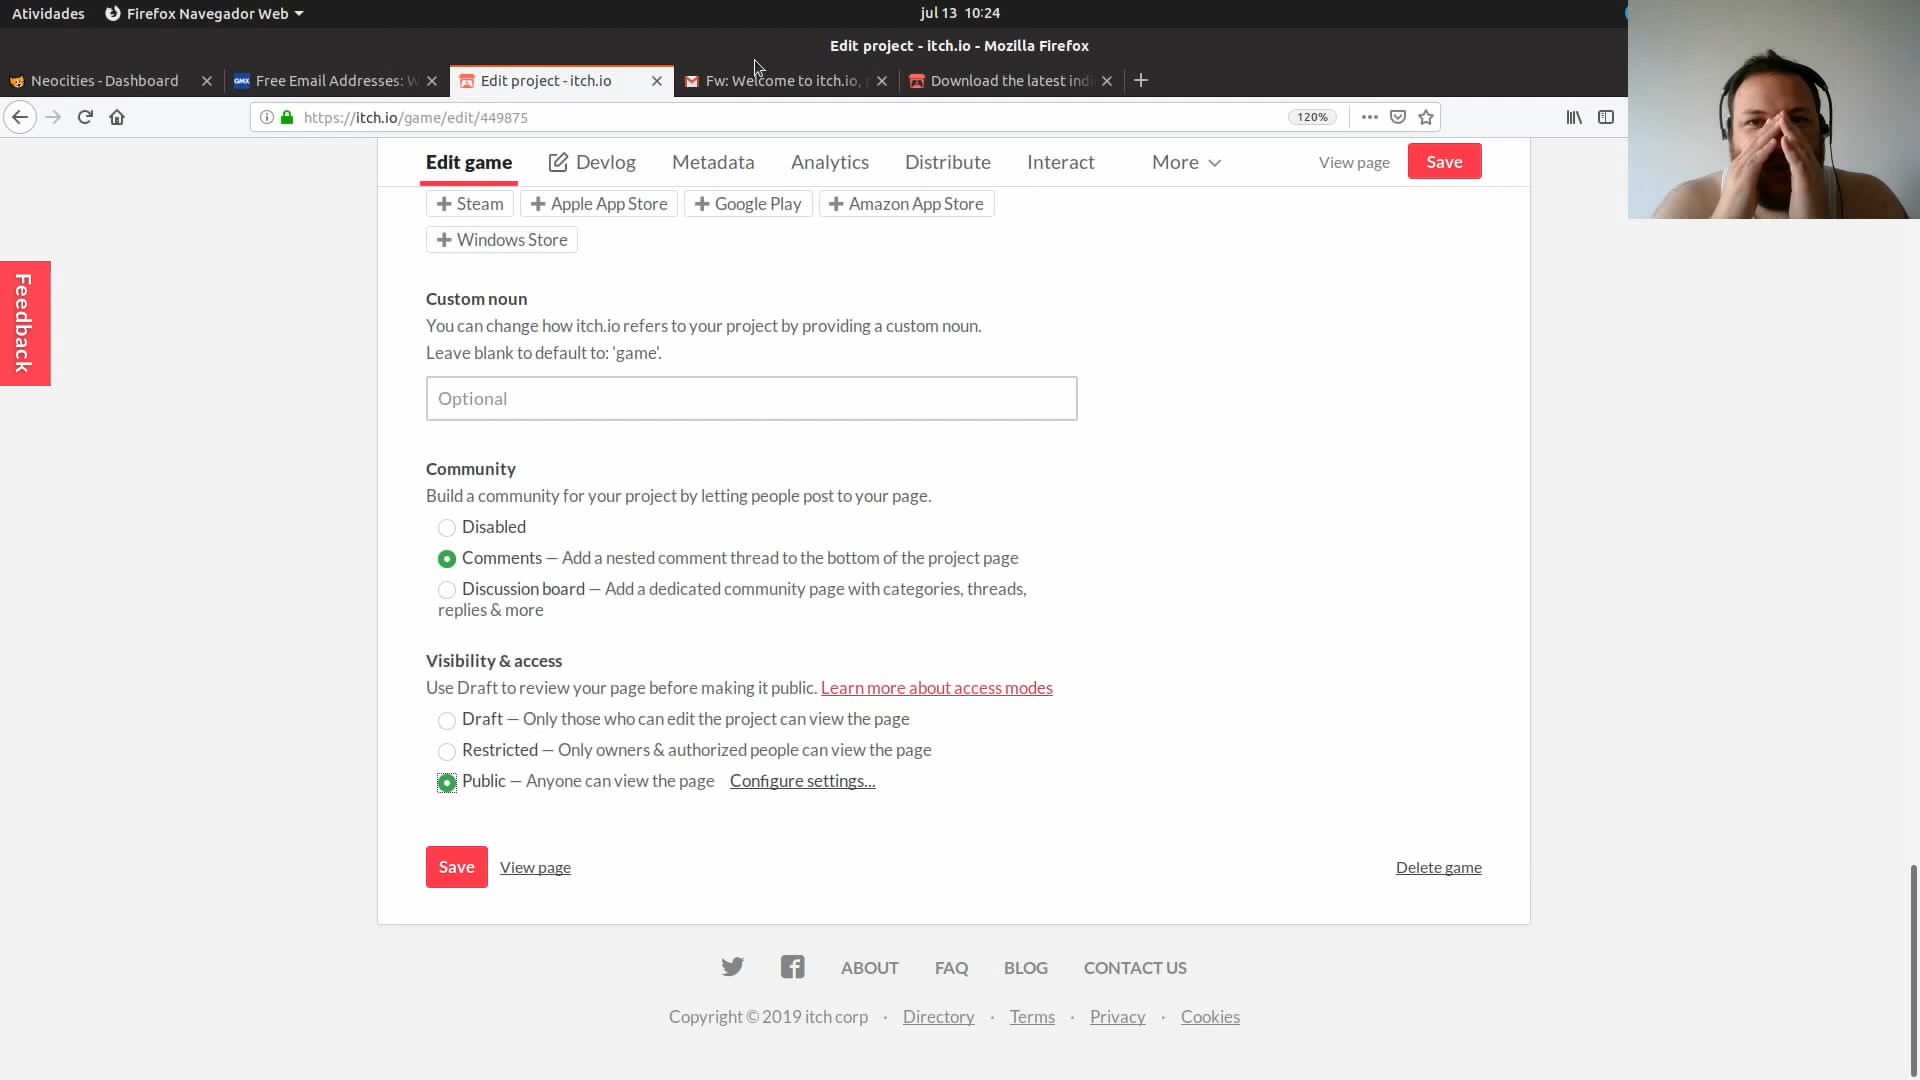 Atividades
Firefox Navegador Web
jul 13 10:24
Edit project - itch.io - Mozilla Firefox
Neocities - Dashboard
GMX Free Email Addresses: W
Edit project - itch.io
Fw: Welcome to itch.io,
Download the latest ind
https://itch.io/game/edit/449875
120%
Edit game
Devlog
Metadata
Analytics
Distribute
Interact
More
View page
Save
Steam
Apple App Store
Google Play
Amazon App Store
Windows Store
Feedback
Custom noun
You can change how itch.io refers to your project by providing a custom noun.
Leave blank to default to: 'game'.
Optional
Community
Build a community for your project by letting people post to your page.
Disabled
Comments — Add a nested comment thread to the bottom of the project page
Discussion board — Add a dedicated community page with categories, threads,
replies & more
Visibility & access
Use Draft to review your page before making it public. Learn more about access modes
Draft — Only those who can edit the project can view the page
Restricted — Only owners & authorized people can view the page
Public — Anyone can view the page Configure settings...
Save
View page
Delete game
ABOUT
FAQ
BLOG
CONTACT US
Copyright © 2019 itch corp · Directory · Terms · Privacy · Cookies